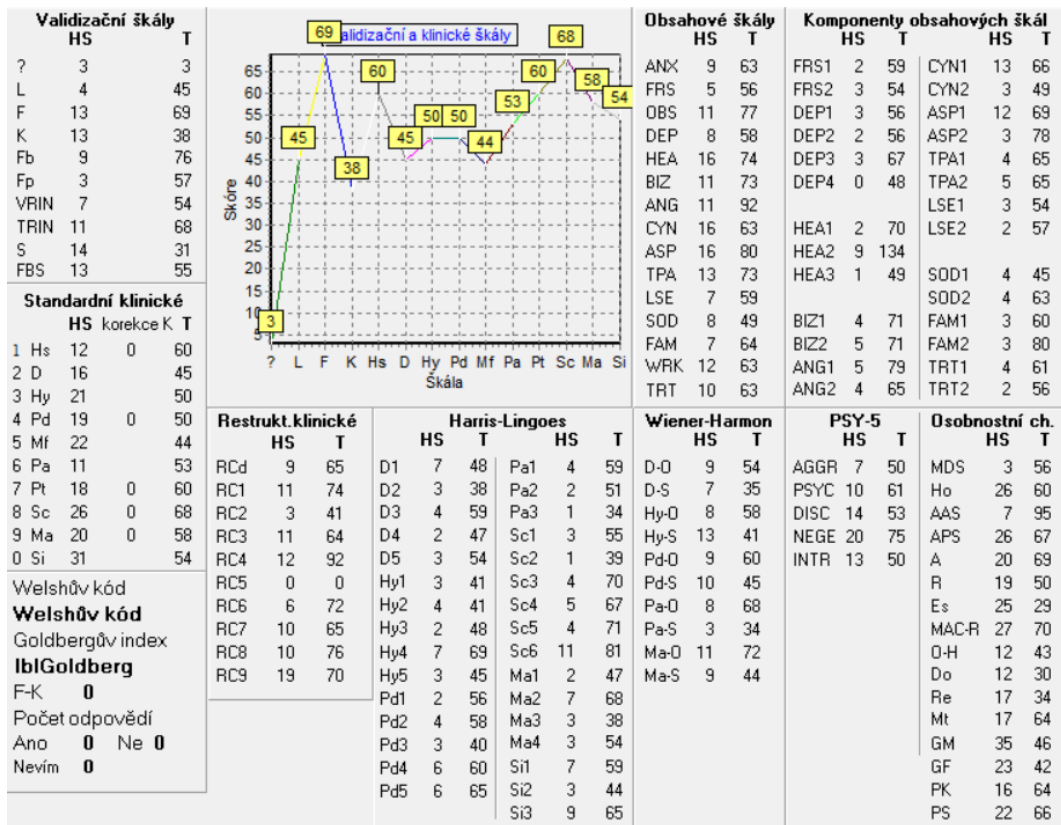 Validizační škály
HS T
? 3 3
L 4 45
F 13 69
K 13 38
Fb 9 76
Fp 3 57
VRIN 7 54
TRIN 11 68
S 14 31
FBS 13 55
Standardní klinické
HS korekce K T
1 Hs 12 0 60
2 D 16 45
3 Hy 21 50
4 Pd 19 0 50
5 Mf 22 44
6 Pa 11 53
7 Pt 18 0 60
8 Sc 26 0 68
9 Ma 20 0 58
0 Si 31 54
Welshův kód
Welshův kód
Goldbergův index
lblGoldberg
F-K 0
Počet odpovědí
Ano 0 Ne 0
Nevím 0
alidizační a klinické škály
69
68
60
60
58
54
53
50
50
45
45
44
38
3
Skóre
65
60
55
50
45
40
35
30
25
20
15
10
5
? L F K Hs D Hy Pd Mf Pa Pt Sc Ma Si
Škála
Obsahové škály
HS T
ANX 9 63
FRS 5 56
OBS 11 77
DEP 8 58
HEA 16 74
BIZ 11 73
ANG 11 92
CYN 16 63
ASP 16 80
TPA 13 73
LSE 7 59
SOD 8 49
FAM 7 64
WRK 12 63
TRT 10 63
Komponenty obsahových škál
HS T HS T
FRS1 2 59 CYN1 13 66
FRS2 3 54 CYN2 3 49
DEP1 3 56 ASP1 12 69
DEP2 2 56 ASP2 3 78
DEP3 3 67 TPA1 4 65
DEP4 0 48 TPA2 5 65
LSE1 3 54
HEA1 2 70 LSE2 2 57
HEA2 9 134
HEA3 1 49 SOD1 4 45
SOD2 4 63
BIZ1 4 71 FAM1 3 60
BIZ2 5 71 FAM2 3 80
ANG1 5 79 TRT1 4 61
ANG2 4 65 TRT2 2 56
Restrukt.klinické
HS T
RCd 9 65
RC1 11 74
RC2 3 41
RC3 11 64
RC4 12 92
RC5 0 0
RC6 6 72
RC7 10 65
RC8 10 76
RC9 19 70
Harris-Lingoes
HS T HS T
D1 7 48 Pa1 4 59
D2 3 38 Pa2 2 51
D3 4 59 Pa3 1 34
D4 2 47 Sc1 3 55
D5 3 54 Sc2 1 39
Hy1 3 41 Sc3 4 70
Hy2 4 41 Sc4 5 67
Hy3 2 48 Sc5 4 71
Hy4 7 69 Sc6 11 81
Hy5 3 45 Ma1 2 47
Pd1 2 56 Ma2 7 68
Pd2 4 58 Ma3 3 38
Pd3 3 40 Ma4 3 54
Pd4 6 60 Si1 7 59
Pd5 6 65 Si2 3 44
Si3 9 65
Wiener-Harmon
HS T
D-O 9 54
D-S 7 35
Hy-O 8 58
Hy-S 13 41
Pd-O 9 60
Pd-S 10 45
Pa-O 8 68
Pa-S 3 34
Ma-O 11 72
Ma-S 9 44
PSY-5
HS T
AGGR 7 50
PSYC 10 61
DISC 14 53
NEGE 20 75
INTR 13 50
Osobnostní ch.
HS T
MDS 3 56
Ho 26 60
AAS 7 95
APS 26 67
A 20 69
R 19 50
Es 25 29
MAC-R 27 70
O-H 12 43
Do 12 30
Re 17 34
Mt 17 64
GM 35 46
GF 23 42
PK 16 64
PS 22 66